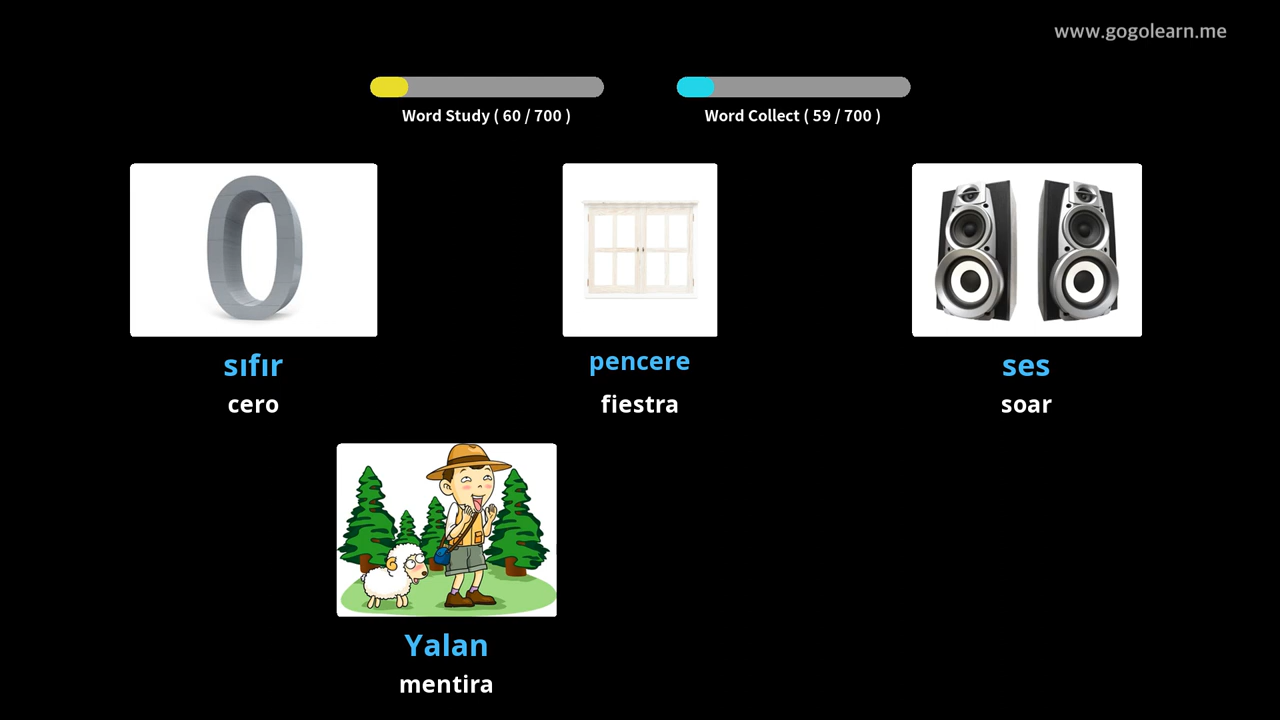 www.gogolearn.me
Word Study ( 60 / 700 )
Word Collect ( 59 / 700 )
sıfır
pencere
ses
cero
fiestra
soar
Yalan
mentira